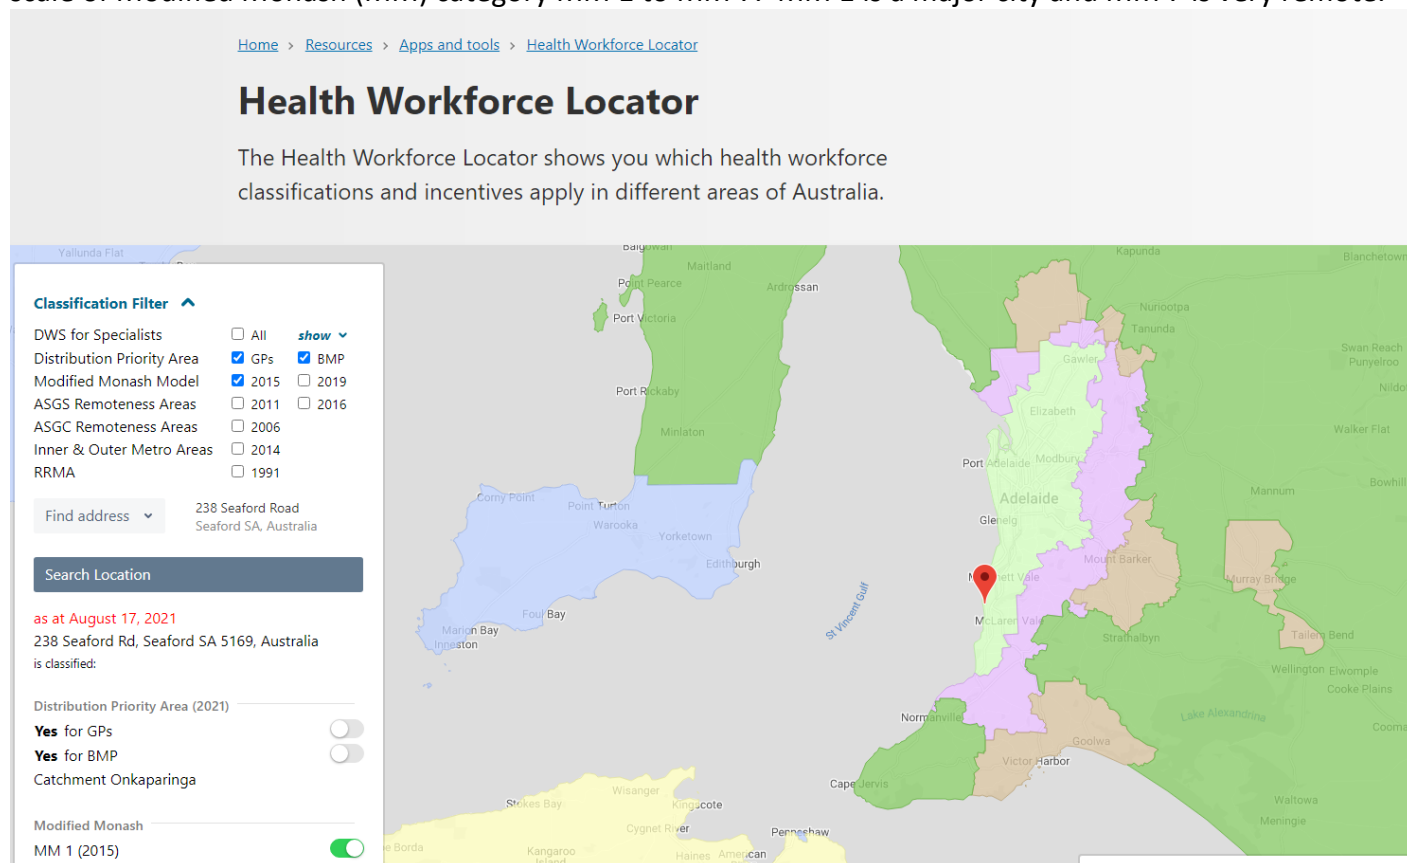 Home > Resources > Apps and tools > Health Workforce Locator
Health Workforce Locator
The Health Workforce Locator shows you which health workforce
classifications and incentives apply in different areas of Australia.
Classification Filter
DWS for Specialists All show
Distribution Priority Area GPs BMP
Modified Monash Model 2015 2019
ASGS Remoteness Areas 2011 2016
ASGC Remoteness Areas 2006
Inner & Outer Metro Areas 2014
RRMA 1991
Find address
238 Seaford Road
Seaford SA, Australia
Search Location
as at August 17, 2021
238 Seaford Rd, Seaford SA 5169, Australia
is classified:
Distribution Priority Area (2021)
Yes for GPs
Yes for BMP
Catchment Onkaparinga
Modified Monash
MM 1 (2015)
Yallunda Flat
Maitland
Point Pearce
Ardrossan
Port Victoria
Port Rickaby
Minlaton
Corny Point
Point Turton
Warooka
Yorketown
Edithburgh
Foul Bay
Marion Bay
Inneston
St Vincent Gulf
Kapunda
Blanchetown
Nuriootpa
Tanunda
Swan Reach
Punyelroo
Gawler
Elizabeth
Walker Flat
Port Adelaide
Modbury
Adelaide
Mannum
Bowhill
Glenelg
Mount Barker
Murray Bridge
McLaren Vale
Strathalbyn
Tailem Bend
Wellington
Elwomple
Cooke Plains
Normanville
Lake Alexandrina
Goolwa
Victor Harbor
Cape Jervis
Waltowa
Meningie
Stokes Bay
Wisanger
Kingscote
Cygnet River
Penneshaw
Kangaroo
Island
Haines
American